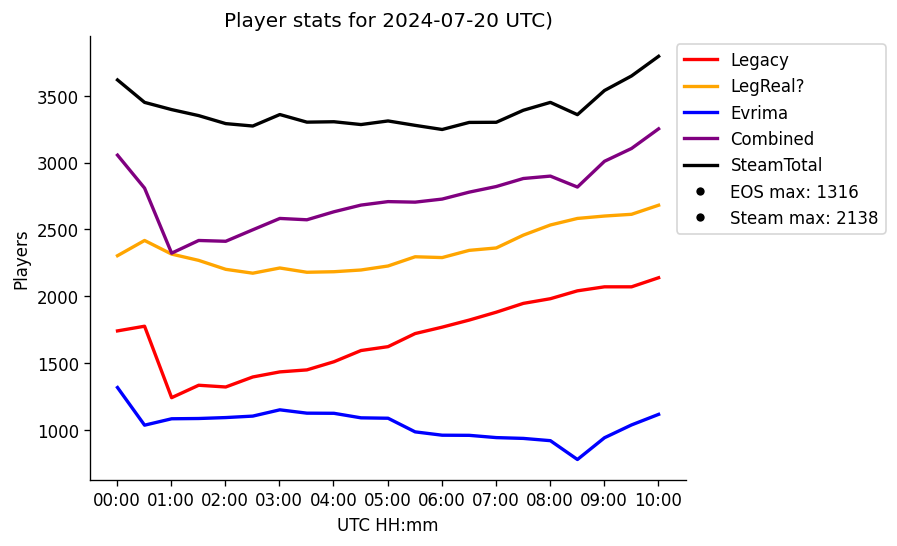 Player stats for 2024-07-20 UTC)
Legacy
LegReal?
Evrima
Combined
SteamTotal
EOS max: 1316
Steam max: 2138
Players
3500
3000
2500
2000
1500
1000
00:00 01:00 02:00 03:00 04:00 05:00 06:00 07:00 08:00 09:00 10:00
UTC HH:mm